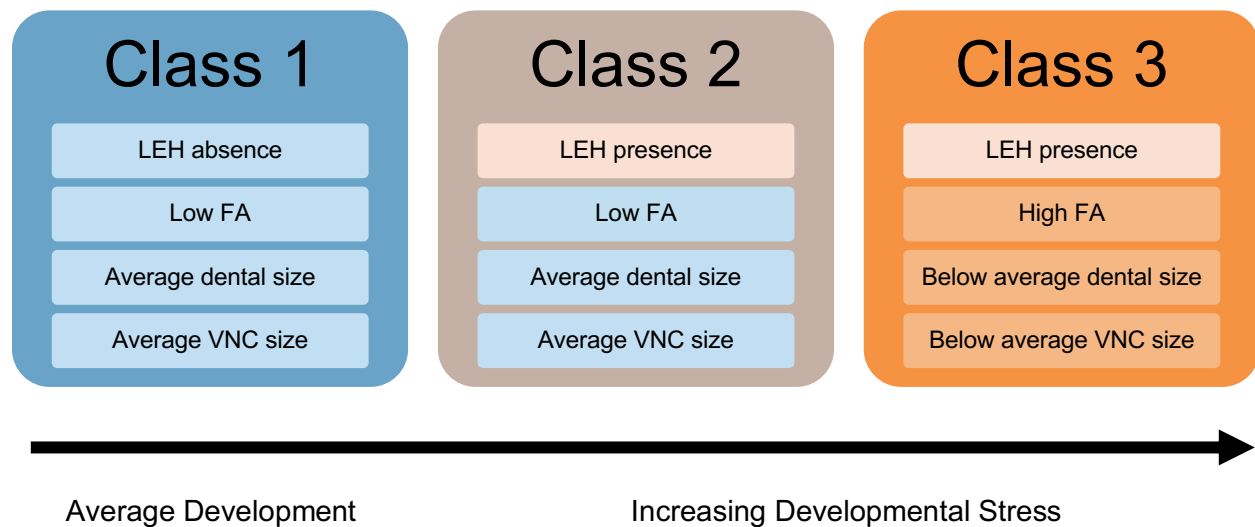 Class 1
LEH absence
Low FA
Average dental size
Average VNC size
Class 2
LEH presence
Low FA
Average dental size
Average VNC size
Class 3
LEH presence
High FA
Below average dental size
Below average VNC size
Average Development
Increasing Developmental Stress